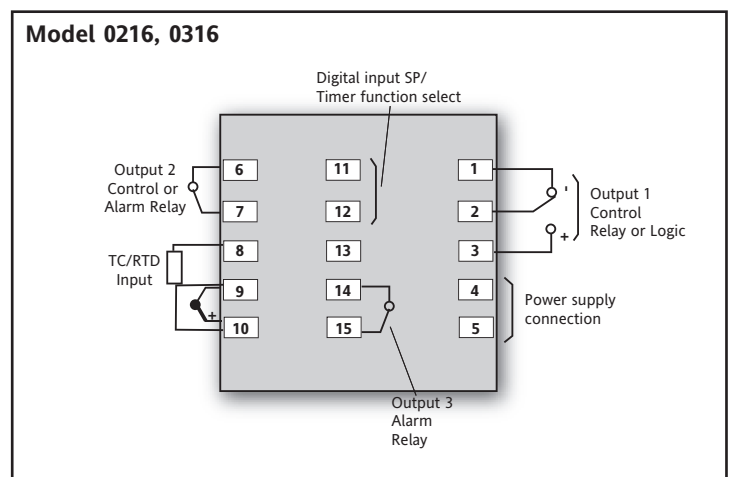 Model 0216, 0316
Digital input SP/
Timer function select
Output 2
Control or
Alarm Relay
TC/RTD
Input
6
7
8
9
10
+
11
12
13
14
15
1
2
3
4
5
'
+
Output 1
Control
Relay or Logic
Power supply
connection
Output 3
Alarm
Relay